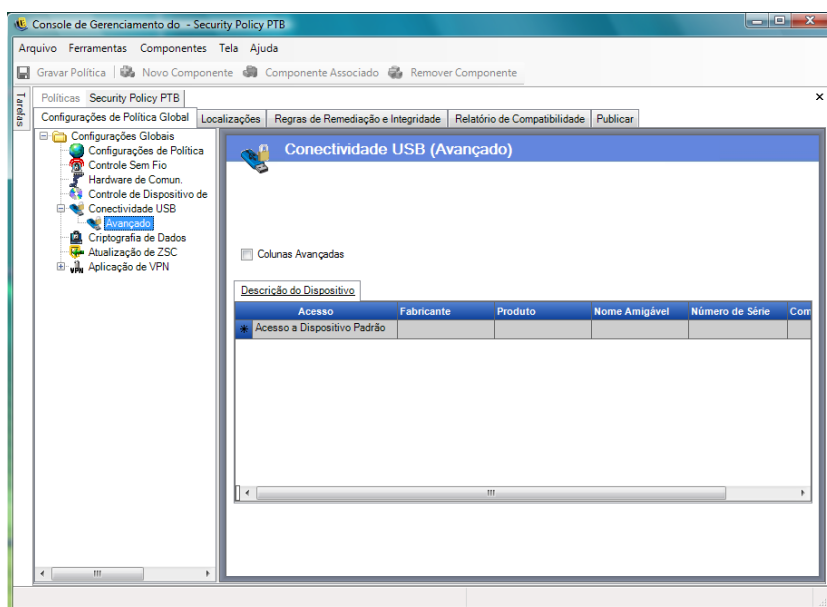 Console de Gerenciamento do - Security Policy PTB
Arquivo Ferramentas Componentes Tela Ajuda
Gravar Política Novo Componente Componente Associado Remover Componente
Tarefas
Políticas Security Policy PTB
Configurações de Política Global Localizações Regras de Remediação e Integridade Relatório de Compatibilidade Publicar
Configurações Globais
Configurações de Política
Controle Sem Fio
Hardware de Comun.
Controle de Dispositivo de
Conectividade USB
Avançado
Criptografia de Dados
Atualização de ZSC
Aplicação de VPN
Conectividade USB (Avançado)
Colunas Avançadas
Descrição do Dispositivo
Acesso Fabricante Produto Nome Amigável Número de Série Com
Acesso a Dispositivo Padrão